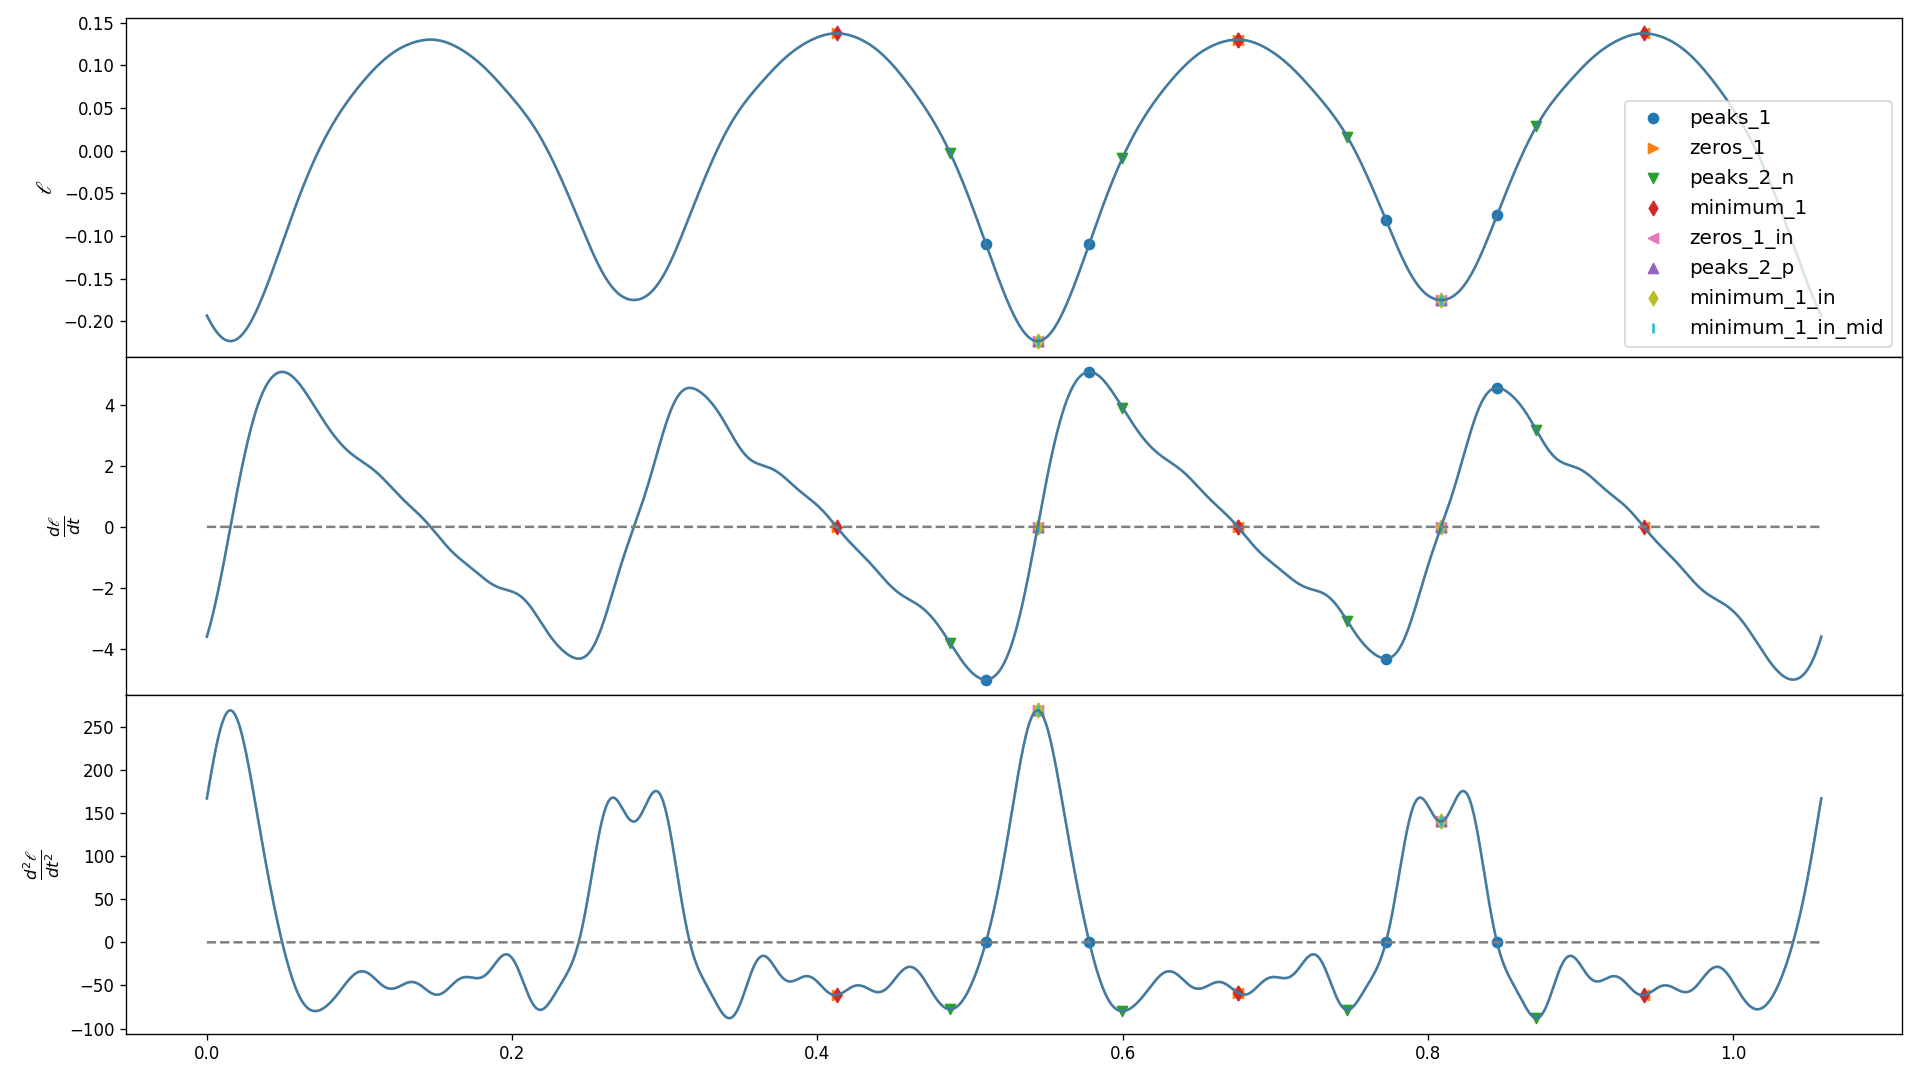 0.15
0.10
0.05
0.00
−0.05
−0.10
−0.15
−0.20
ℓ
peaks_1
zeros_1
peaks_2_n
minimum_1
zeros_1_in
peaks_2_p
minimum_1_in
minimum_1_in_mid
4
2
0
−2
−4
dℓ
dt
250
200
150
100
50
0
−50
−100
d²ℓ
dt²
0.0 0.2 0.4 0.6 0.8 1.0